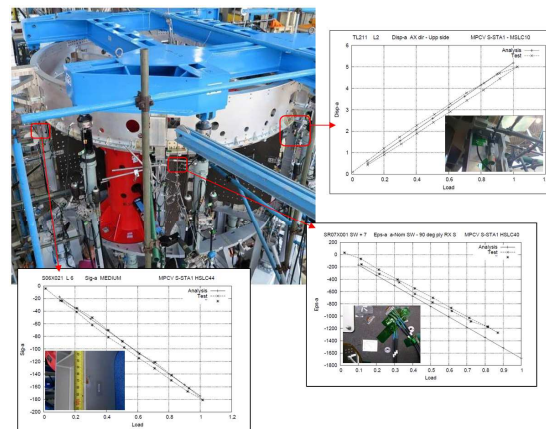 TL211 L2 Disp-a AX dir - Upp side MPCV S-STA1 - MSLC10
Analysis
Test
Disp-a
6
5
4
3
2
1
0
0 0.2 0.4 0.6 0.8 1 1.2
Load
SR07X001 SW + 7 Eps-a a-Nom SW - 90 deg ply RX S MPCV S-STA1 HSLC40
Analysis
Test
Eps-a
200
0
-200
-400
-600
-800
-1000
-1200
-1400
-1600
-1800
0 0.1 0.2 0.3 0.4 0.5 0.6 0.7 0.8 0.9 1
Load
S06X021 L 6 Sig-a MEDIUM MPCV S-STA1 HSLC44
Analysis
Test
Sig-a
0
-20
-40
-60
-80
-100
-120
-140
-160
-180
-200
0 0.2 0.4 0.6 0.8 1 1.2
Load